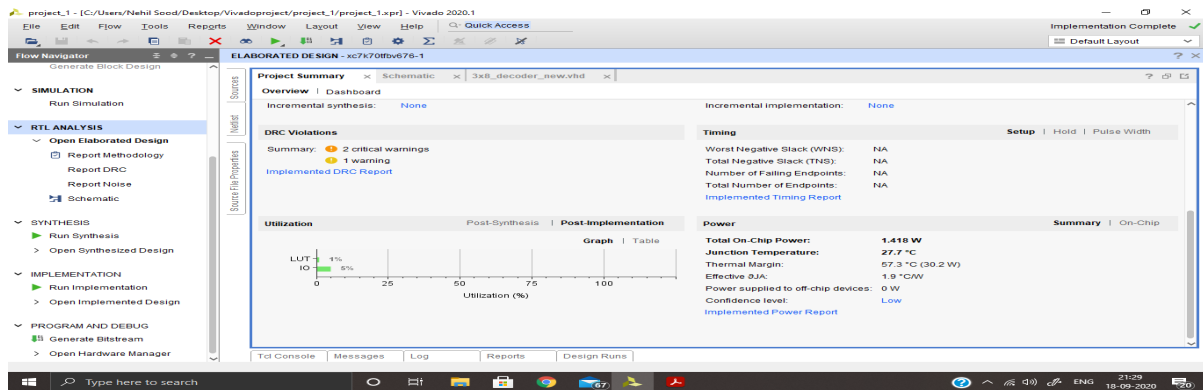 project_1 - [C:/Users/Nehil Sood/Desktop/Vivadoproject/project_1/project_1.xpr] - Vivado 2020.1
File Edit Flow Tools Reports Window Layout View Help Quick Access Implementation Complete
Default Layout
Flow Navigator ELABORATED DESIGN - xc7k70tfbv676-1
Generate Block Design
SIMULATION
Run Simulation
RTL ANALYSIS
Open Elaborated Design
Report Methodology
Report DRC
Report Noise
Schematic
SYNTHESIS
Run Synthesis
Open Synthesized Design
IMPLEMENTATION
Run Implementation
Open Implemented Design
PROGRAM AND DEBUG
Generate Bitstream
Open Hardware Manager
Sources
Netlist
Source File Properties
Project Summary Schematic 3x8_decoder_new.vhd
Overview | Dashboard
Incremental synthesis: None
Incremental implementation: None
DRC Violations
Summary: 2 critical warnings
1 warning
Implemented DRC Report
Timing Setup | Hold | Pulse Width
Worst Negative Slack (WNS): NA
Total Negative Slack (TNS): NA
Number of Failing Endpoints: NA
Total Number of Endpoints: NA
Implemented Timing Report
Utilization Post-Synthesis | Post-Implementation
Graph | Table
LUT 1%
IO 5%
0 25 50 75 100
Utilization (%)
Power Summary | On-Chip
Total On-Chip Power: 1.418 W
Junction Temperature: 27.7 °C
Thermal Margin: 57.3 °C (30.2 W)
Effective ϑJA: 1.9 °C/W
Power supplied to off-chip devices: 0 W
Confidence level: Low
Implemented Power Report
Tcl Console Messages Log Reports Design Runs
Type here to search
67
ENG
21:29
18-09-2020
20